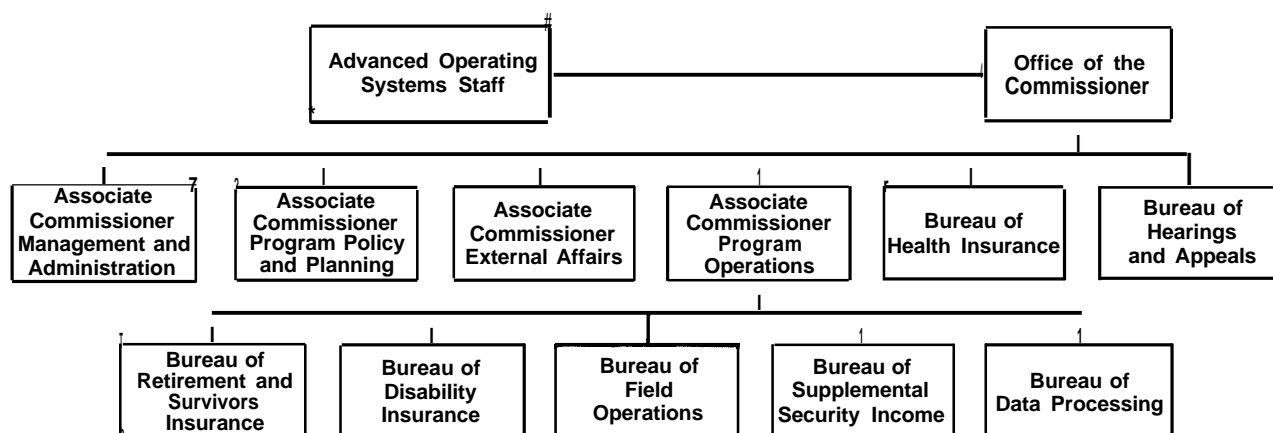 Advanced Operating
Systems Staff
Office of the
Commissioner
Associate
Commissioner
Management and
Administration
Associate
Commissioner
Program Policy
and Planning
Associate
Commissioner
External Affairs
Associate
Commissioner
Program
Operations
Bureau of
Health Insurance
Bureau of
Hearings
and Appeals
Bureau of
Retirement and
Survivors
Insurance
Bureau of
Disability
Insurance
Bureau of
Field
Operations
Bureau of
Supplemental
Security Income
Bureau of
Data Processing